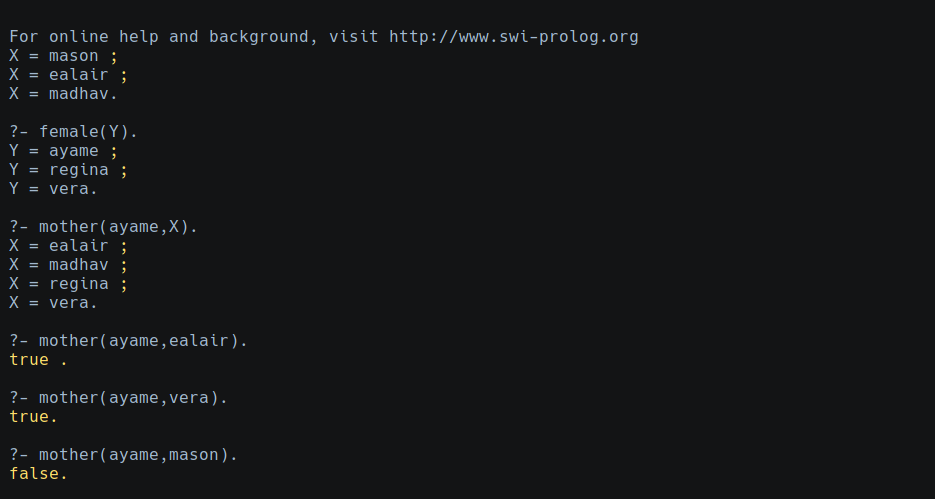 For online help and background, visit http://www.swi-prolog.org
X = mason ;
X = ealair ;
X = madhav.
?- female(Y).
Y = ayame ;
Y = regina ;
Y = vera.
?- mother(ayame,X).
X = ealair ;
X = madhav ;
X = regina ;
X = vera.
?- mother(ayame,ealair).
true .
?- mother(ayame,vera).
true.
?- mother(ayame,mason).
false.